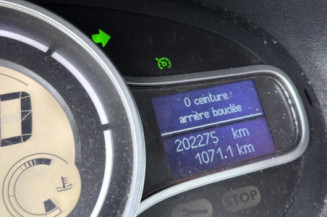 0 ceinture
arrière bouclée
202275 km
1071.1 km
STOP